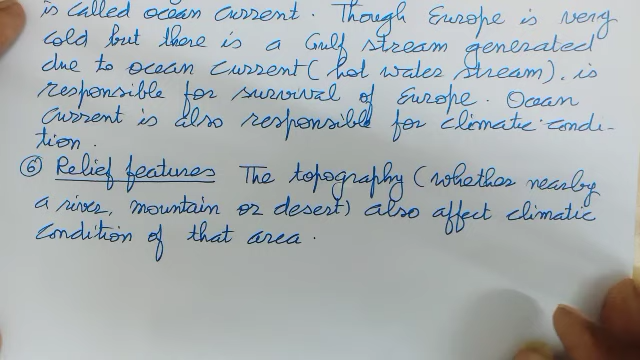 is called ocean current. Though Europe is very
cold but there is a Gulf stream generated
due to ocean current (hot water stream). is
responsible for survival of Europe. Ocean
current is also responsible for climatic condi-
tion.
⑥ Relief features The topography (whether nearby
a river, mountain or desert) also affect climatic
condition of that area.